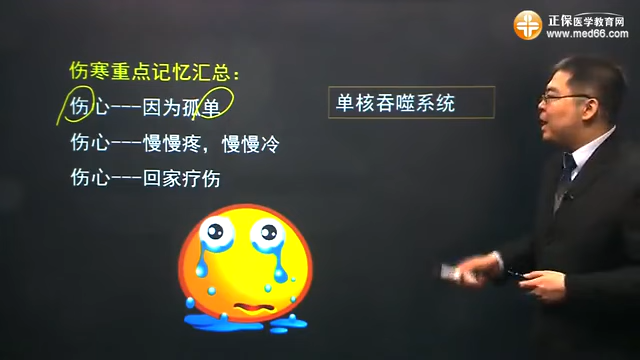 正保医学教育网
www.med66.com
伤寒重点记忆汇总：
伤心---因为孤单
单核吞噬系统
伤心---慢慢疼，慢慢冷
伤心---回家疗伤